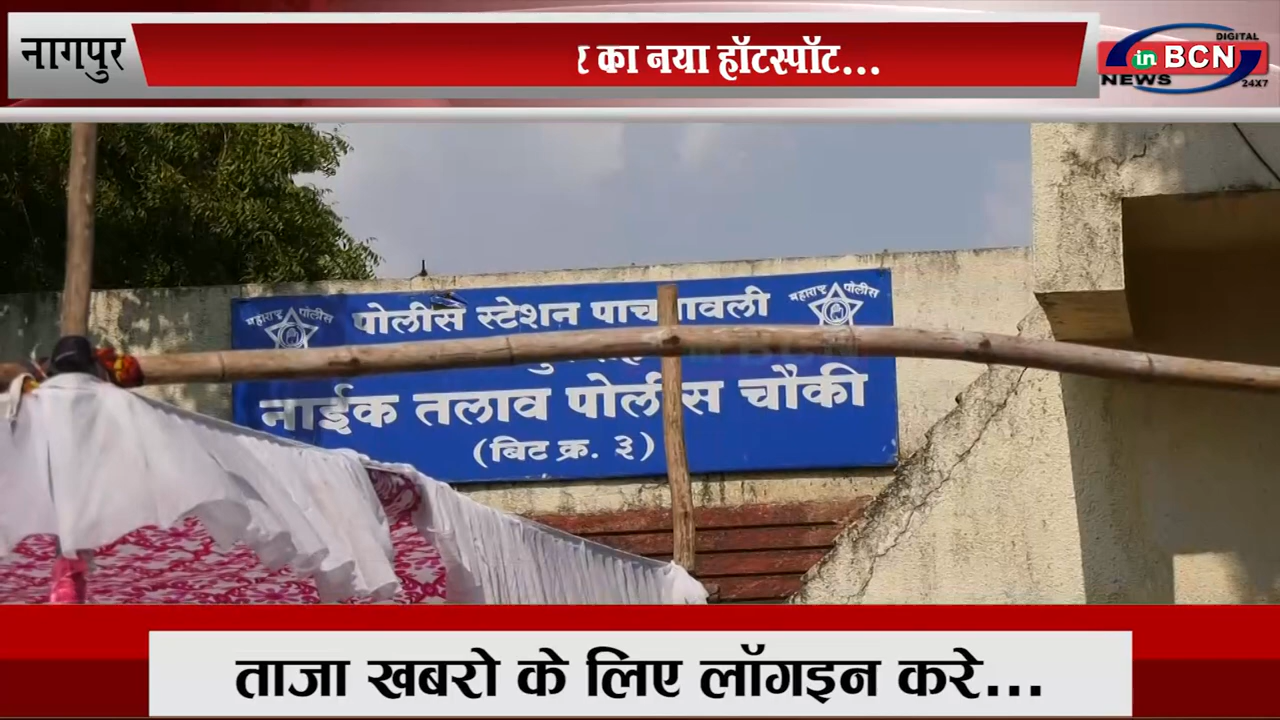 नागपुर
का नया हॉटस्पॉट...
DIGITAL
in BCN
NEWS
24X7
महाराष्ट्र पोलीस
पोलीस स्टेशन
महाराष्ट्र पोलीस
नाईक तलाव पोलीस चौकी
(बिट क्र. ३)
ताजा खबरो के लिए लॉगइन करे...